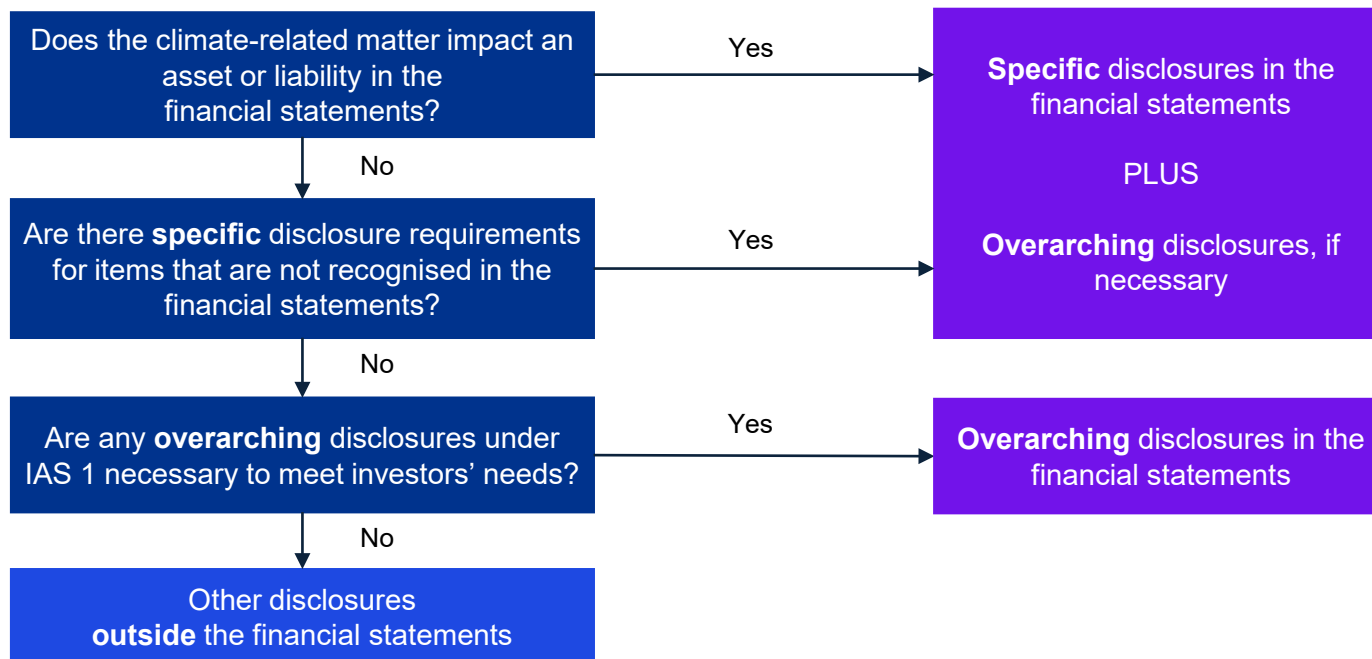 Does the climate-related matter impact an
asset or liability in the
financial statements?
Yes
Specific disclosures in the
financial statements
PLUS
Overarching disclosures, if
necessary
No
Are there specific disclosure requirements
for items that are not recognised in the
financial statements?
Yes
No
Are any overarching disclosures under
IAS 1 necessary to meet investors’ needs?
Yes
Overarching disclosures in the
financial statements
No
Other disclosures
outside the financial statements